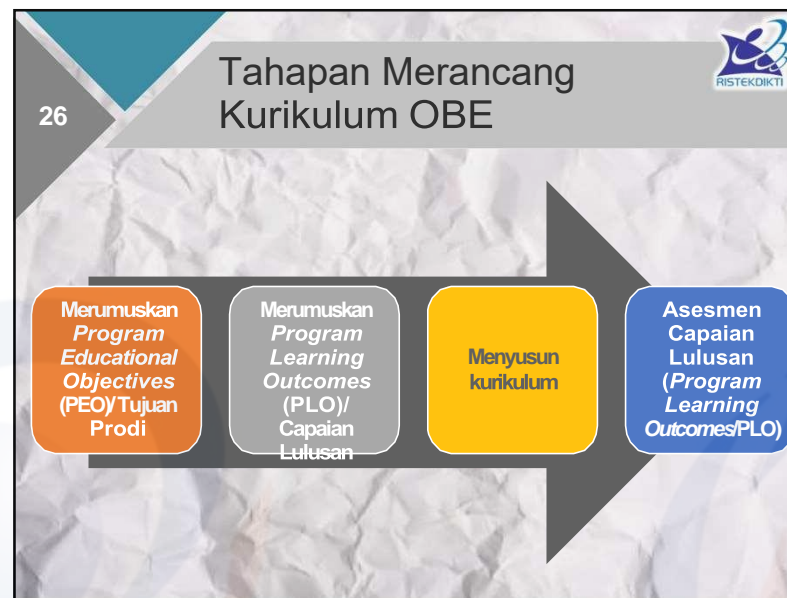 Tahapan Merancang
Kurikulum OBE
RISTEKDIKTI
26
Merumuskan
Program
Educational
Objectives
(PEO)/ Tujuan
Prodi
Merumuskan
Program
Learning
Outcomes
(PLO)/
Capaian
Lulusan
Menyusun
kurikulum
Asesmen
Capaian
Lulusan
(Program
Learning
Outcomes/PLO)